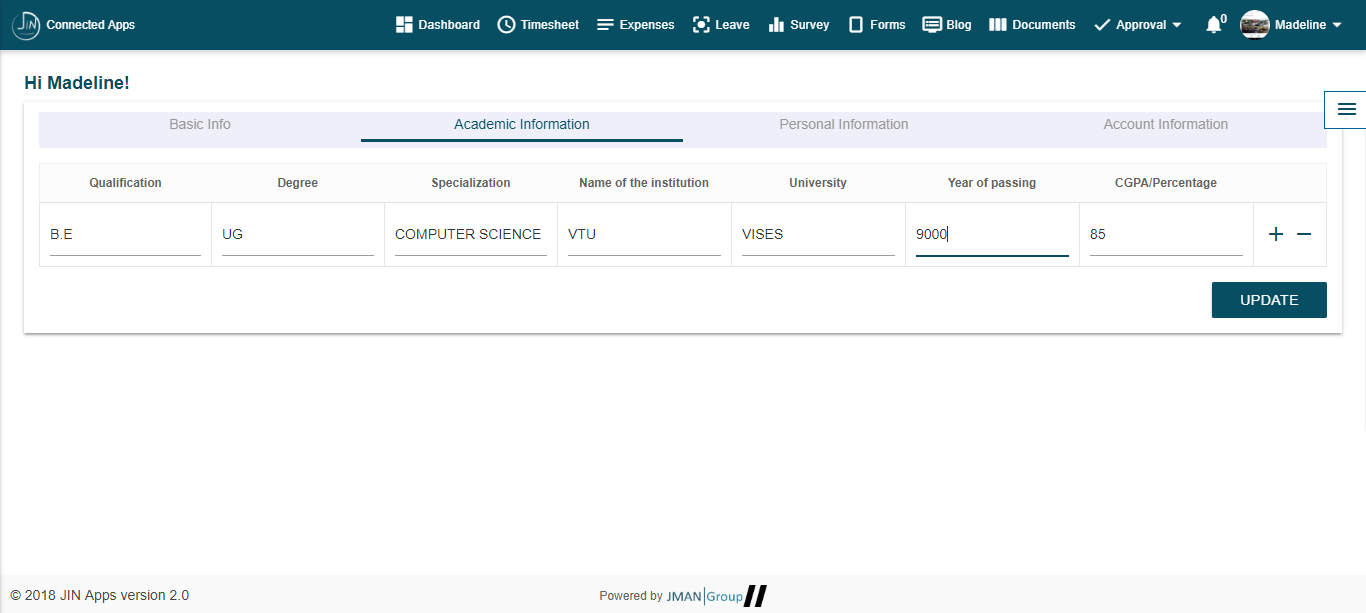 JIN Connected Apps Dashboard Timesheet Expenses Leave Survey Forms Blog Documents Approval 0 Madeline
Hi Madeline!
Basic Info Academic Information Personal Information Account Information
Qualification Degree Specialization Name of the institution University Year of passing CGPA/Percentage
B.E UG COMPUTER SCIENCE VTU VISES 9000 85
UPDATE
© 2018 JIN Apps version 2.0 Powered by JMAN Group